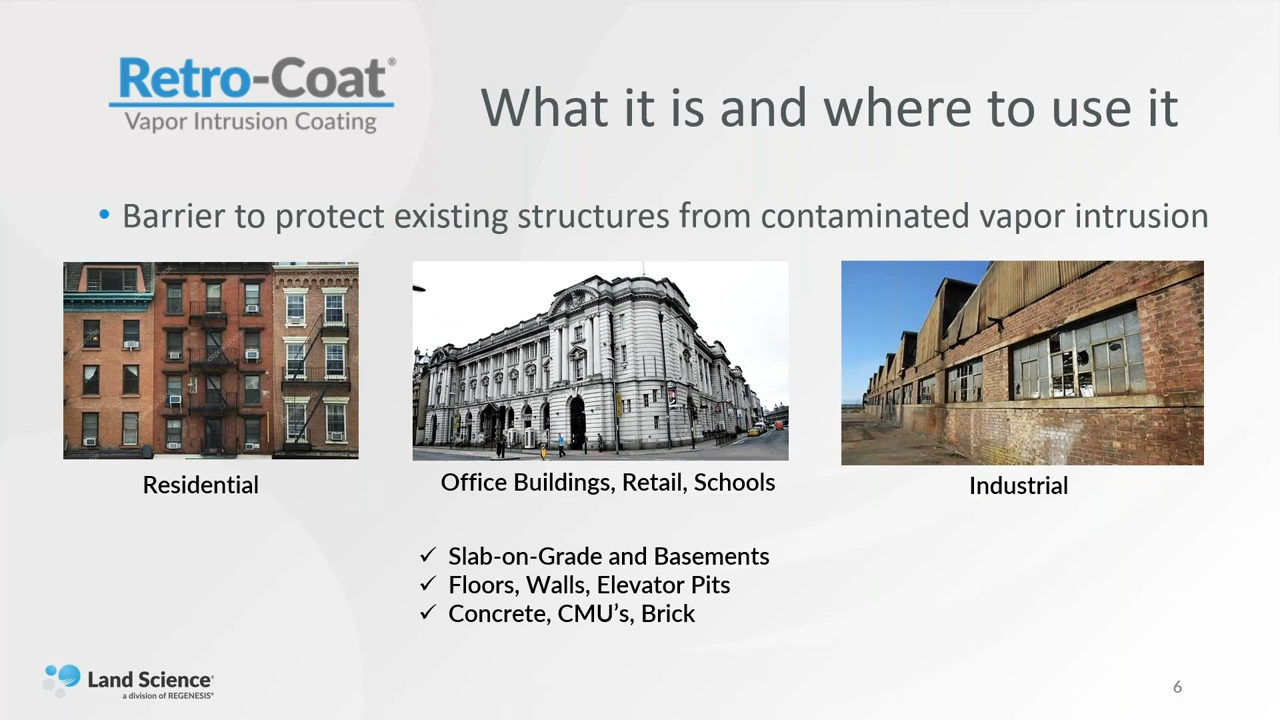 Retro-Coat®
Vapor Intrusion Coating
What it is and where to use it
• Barrier to protect existing structures from contaminated vapor intrusion
Residential
Office Buildings, Retail, Schools
Industrial
✓ Slab-on-Grade and Basements
✓ Floors, Walls, Elevator Pits
✓ Concrete, CMU’s, Brick
Land Science®
a division of REGENESIS®
6